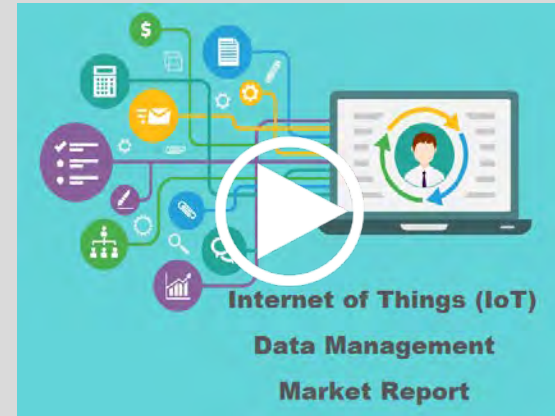 $
Internet of Things (IoT)
Data Management
Market Report